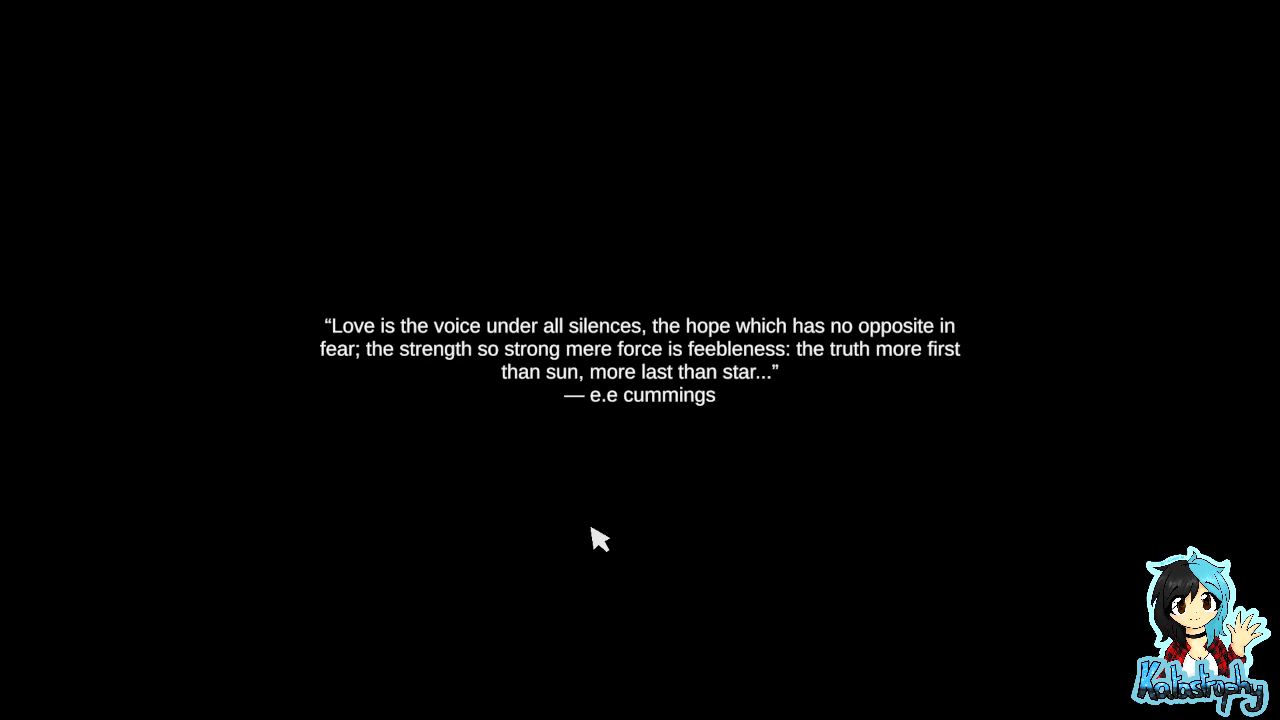 “Love is the voice under all silences, the hope which has no opposite in
fear; the strength so strong mere force is feebleness: the truth more first
than sun, more last than star...”
— e.e cummings
Katastrophy